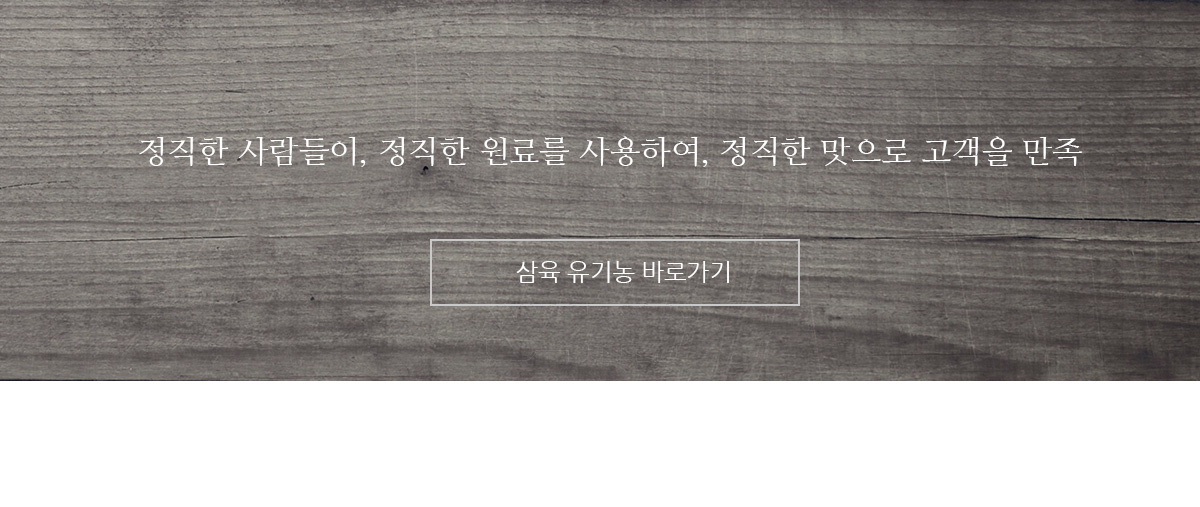 정직한 사람들이, 정직한 원료를 사용하여, 정직한 맛으로 고객을 만족
삼육 유기농 바로가기